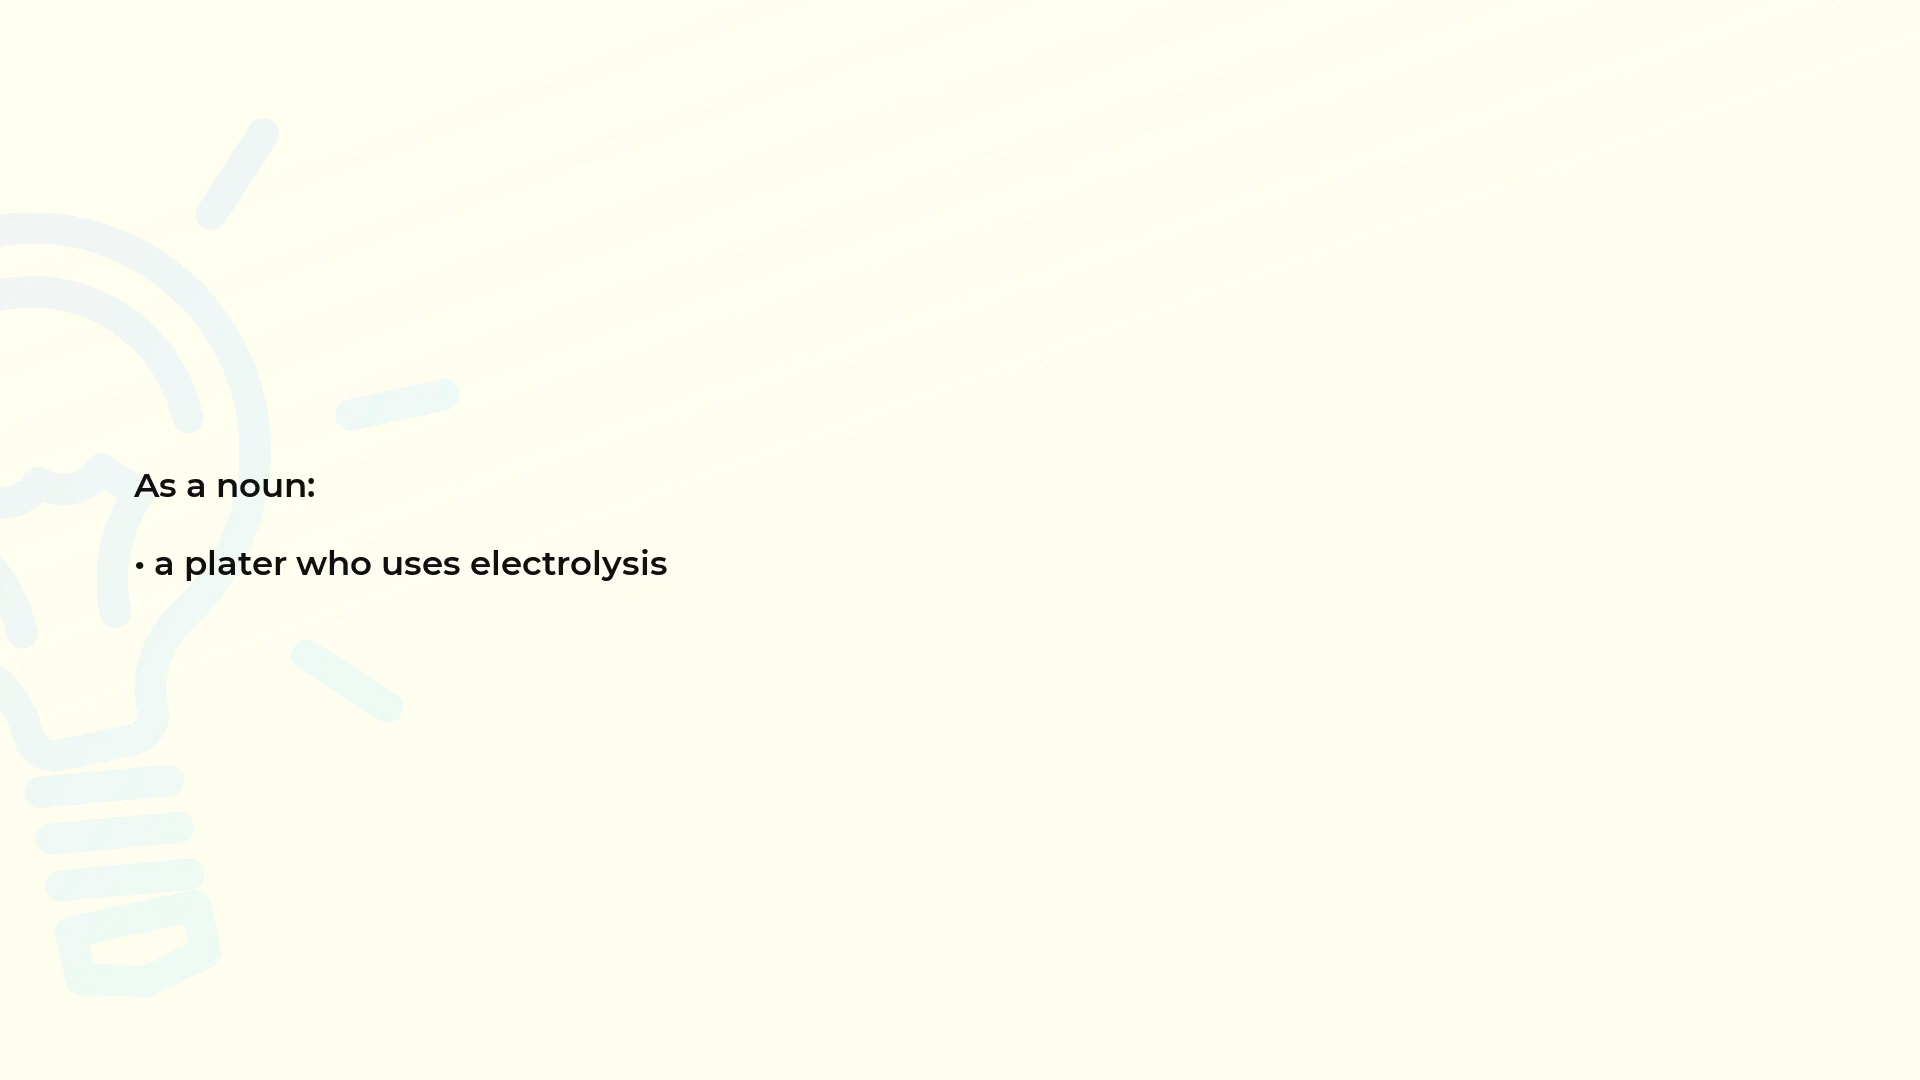 As a noun:
• a plater who uses electrolysis